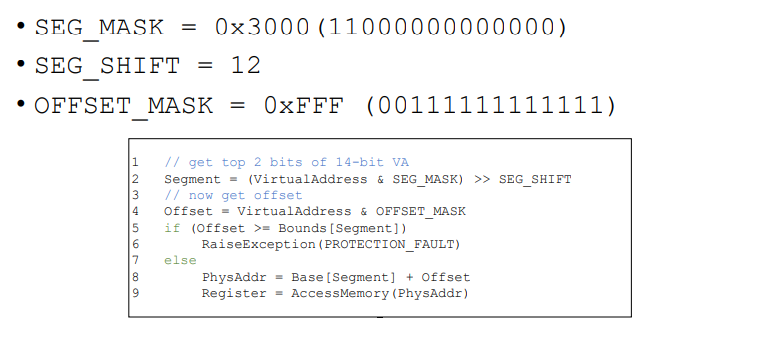 • SEG_MASK = 0x3000(11000000000000)
• SEG_SHIFT = 12
• OFFSET_MASK = 0xFFF (00111111111111)
1 // get top 2 bits of 14-bit VA
2 Segment = (VirtualAddress & SEG_MASK) >> SEG_SHIFT
3 // now get offset
4 Offset = VirtualAddress & OFFSET_MASK
5 if (Offset >= Bounds[Segment])
6 RaiseException(PROTECTION_FAULT)
7 else
8 PhysAddr = Base[Segment] + Offset
9 Register = AccessMemory(PhysAddr)